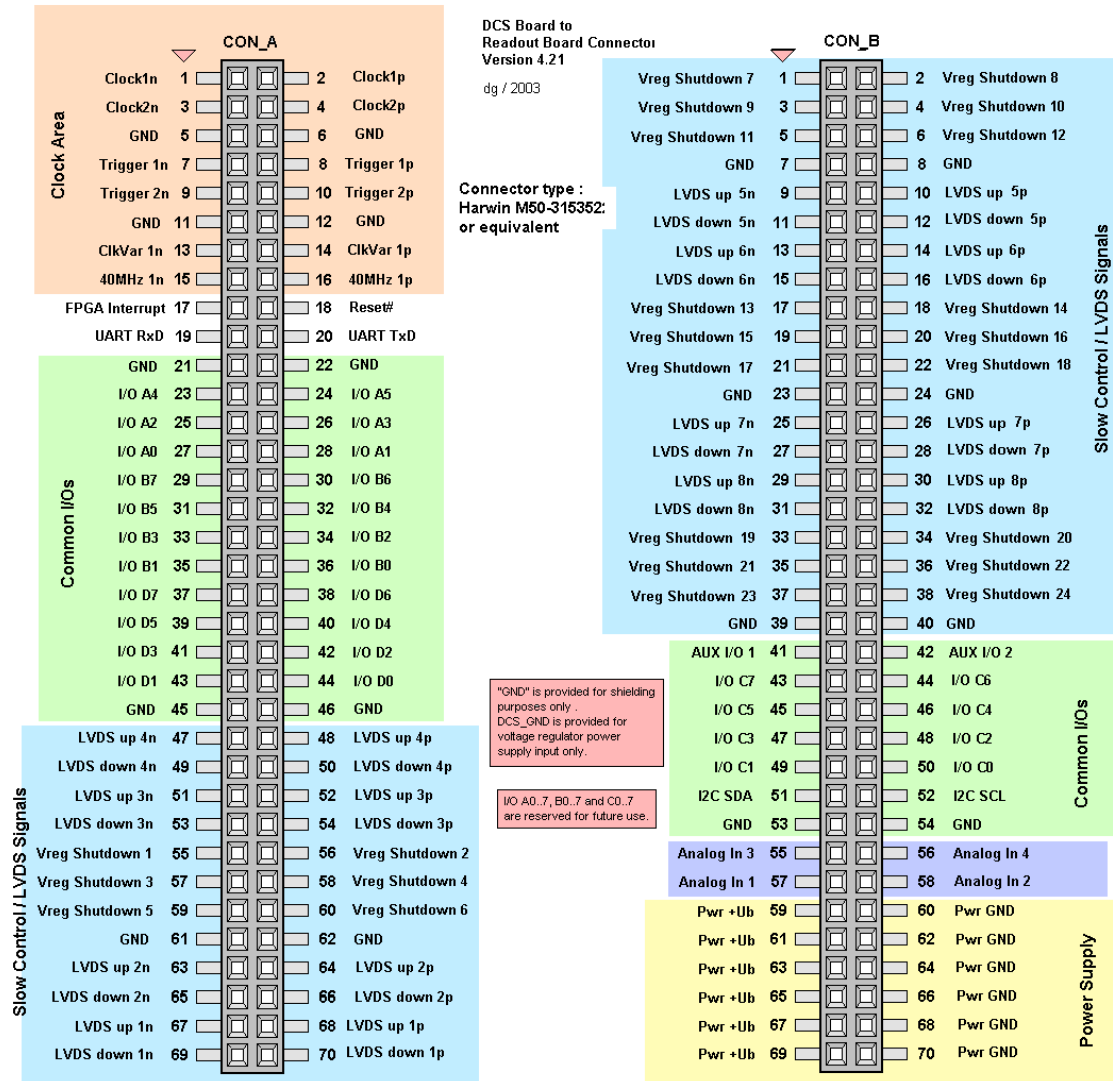 CON_A
Clock1n 1 2 Clock1p
Clock2n 3 4 Clock2p
GND 5 6 GND
Trigger 1n 7 8 Trigger 1p
Trigger 2n 9 10 Trigger 2p
GND 11 12 GND
ClkVar 1n 13 14 ClkVar 1p
40MHz 1n 15 16 40MHz 1p
Clock Area
FPGA Interrupt 17 18 Reset#
UART RxD 19 20 UART TxD
GND 21 22 GND
I/O A4 23 24 I/O A5
I/O A2 25 26 I/O A3
I/O A0 27 28 I/O A1
I/O B7 29 30 I/O B6
I/O B5 31 32 I/O B4
I/O B3 33 34 I/O B2
I/O B1 35 36 I/O B0
I/O D7 37 38 I/O D6
I/O D5 39 40 I/O D4
I/O D3 41 42 I/O D2
I/O D1 43 44 I/O D0
GND 45 46 GND
Common I/Os
LVDS up 4n 47 48 LVDS up 4p
LVDS down 4n 49 50 LVDS down 4p
LVDS up 3n 51 52 LVDS up 3p
LVDS down 3n 53 54 LVDS down 3p
Vreg Shutdown 1 55 56 Vreg Shutdown 2
Vreg Shutdown 3 57 58 Vreg Shutdown 4
Vreg Shutdown 5 59 60 Vreg Shutdown 6
GND 61 62 GND
LVDS up 2n 63 64 LVDS up 2p
LVDS down 2n 65 66 LVDS down 2p
LVDS up 1n 67 68 LVDS up 1p
LVDS down 1n 69 70 LVDS down 1p
Slow Control / LVDS Signals
DCS Board to
Readout Board Connector
Version 4.21
dg / 2003
Connector type :
Harwin M50-315352
or equivalent
"GND" is provided for shielding
purposes only .
DCS_GND is provided for
voltage regulator power
supply input only.
I/O A0..7, B0..7 and C0..7
are reserved for future use.
CON_B
Vreg Shutdown 7 1 2 Vreg Shutdown 8
Vreg Shutdown 9 3 4 Vreg Shutdown 10
Vreg Shutdown 11 5 6 Vreg Shutdown 12
GND 7 8 GND
LVDS up 5n 9 10 LVDS up 5p
LVDS down 5n 11 12 LVDS down 5p
LVDS up 6n 13 14 LVDS up 6p
LVDS down 6n 15 16 LVDS down 6p
Vreg Shutdown 13 17 18 Vreg Shutdown 14
Vreg Shutdown 15 19 20 Vreg Shutdown 16
Vreg Shutdown 17 21 22 Vreg Shutdown 18
GND 23 24 GND
LVDS up 7n 25 26 LVDS up 7p
LVDS down 7n 27 28 LVDS down 7p
LVDS up 8n 29 30 LVDS up 8p
LVDS down 8n 31 32 LVDS down 8p
Vreg Shutdown 19 33 34 Vreg Shutdown 20
Vreg Shutdown 21 35 36 Vreg Shutdown 22
Vreg Shutdown 23 37 38 Vreg Shutdown 24
GND 39 40 GND
Slow Control / LVDS Signals
AUX I/O 1 41 42 AUX I/O 2
I/O C7 43 44 I/O C6
I/O C5 45 46 I/O C4
I/O C3 47 48 I/O C2
I/O C1 49 50 I/O C0
I2C SDA 51 52 I2C SCL
GND 53 54 GND
Common I/Os
Analog In 3 55 56 Analog In 4
Analog In 1 57 58 Analog In 2
Pwr +Ub 59 60 Pwr GND
Pwr +Ub 61 62 Pwr GND
Pwr +Ub 63 64 Pwr GND
Pwr +Ub 65 66 Pwr GND
Pwr +Ub 67 68 Pwr GND
Pwr +Ub 69 70 Pwr GND
Power Supply